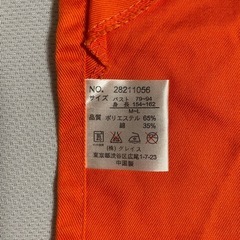 NO. 28211056
サイズ バスト 79~94
身長 154~162
M-L
品質 ポリエステル 65%
綿 35%
(株) クレイス
東京都渋谷区広尾1-7-23
中国製